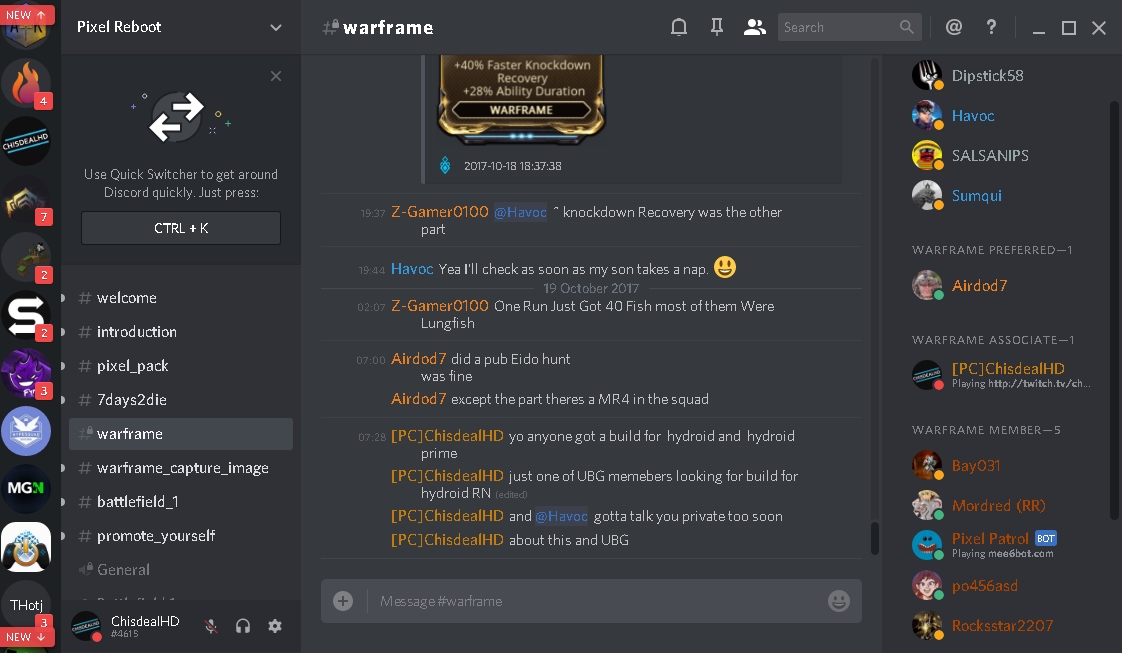 NEW ↑
4
CHISDEALHD
7
2
2
3
MGN
THotj
3
NEW ↓
Pixel Reboot
Use Quick Switcher to get around
Discord quickly. Just press:
CTRL + K
# welcome
# introduction
# pixel_pack
# 7days2die
# warframe
# warframe_capture_image
# battlefield_1
# promote_yourself
General
ChisdealHD
#4618
# warframe
Search
@ ?
+40% Faster Knockdown
Recovery
+28% Ability Duration
WARFRAME
2017-10-18 18:37:38
19:37 Z-Gamer0100 @Havoc ^ knockdown Recovery was the other
part
19:44 Havoc Yea I'll check as soon as my son takes a nap. 😃
19 October 2017
02:07 Z-Gamer0100 One Run Just Got 40 Fish most of them Were
Lungfish
07:00 Airdod7 did a pub Eido hunt
was fine
Airdod7 except the part theres a MR4 in the squad
07:28 [PC]ChisdealHD yo anyone got a build for hydroid and hydroid
prime
[PC]ChisdealHD just one of UBG memebers looking for build for
hydroid RN (edited)
[PC]ChisdealHD and @Havoc gotta talk you private too soon
[PC]ChisdealHD about this and UBG
Message #warframe
Dipstick58
Havoc
SALSANIPS
Sumqui
WARFRAME PREFERRED—1
Airdod7
WARFRAME ASSOCIATE—1
[PC]ChisdealHD
Playing http://twitch.tv/ch...
WARFRAME MEMBER—5
Bay031
Mordred (RR)
Pixel Patrol BOT
Playing mee6bot.com
po456asd
Rocksstar2207